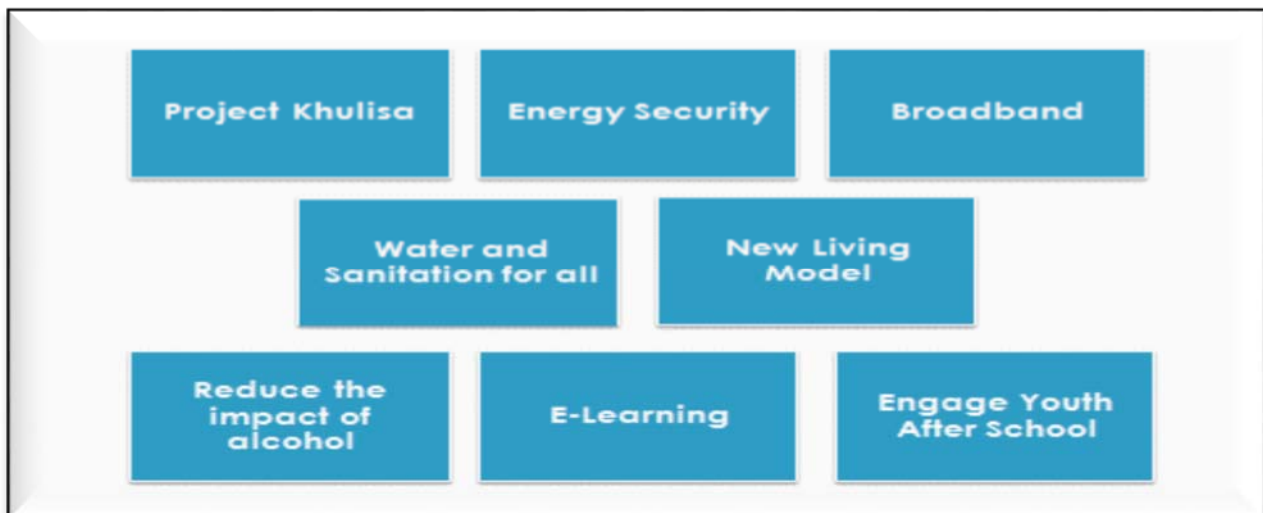 Project Khulisa
Energy Security
Broadband
Water and
Sanitation for all
New Living
Model
Reduce the
impact of
alcohol
E-Learning
Engage Youth
After School